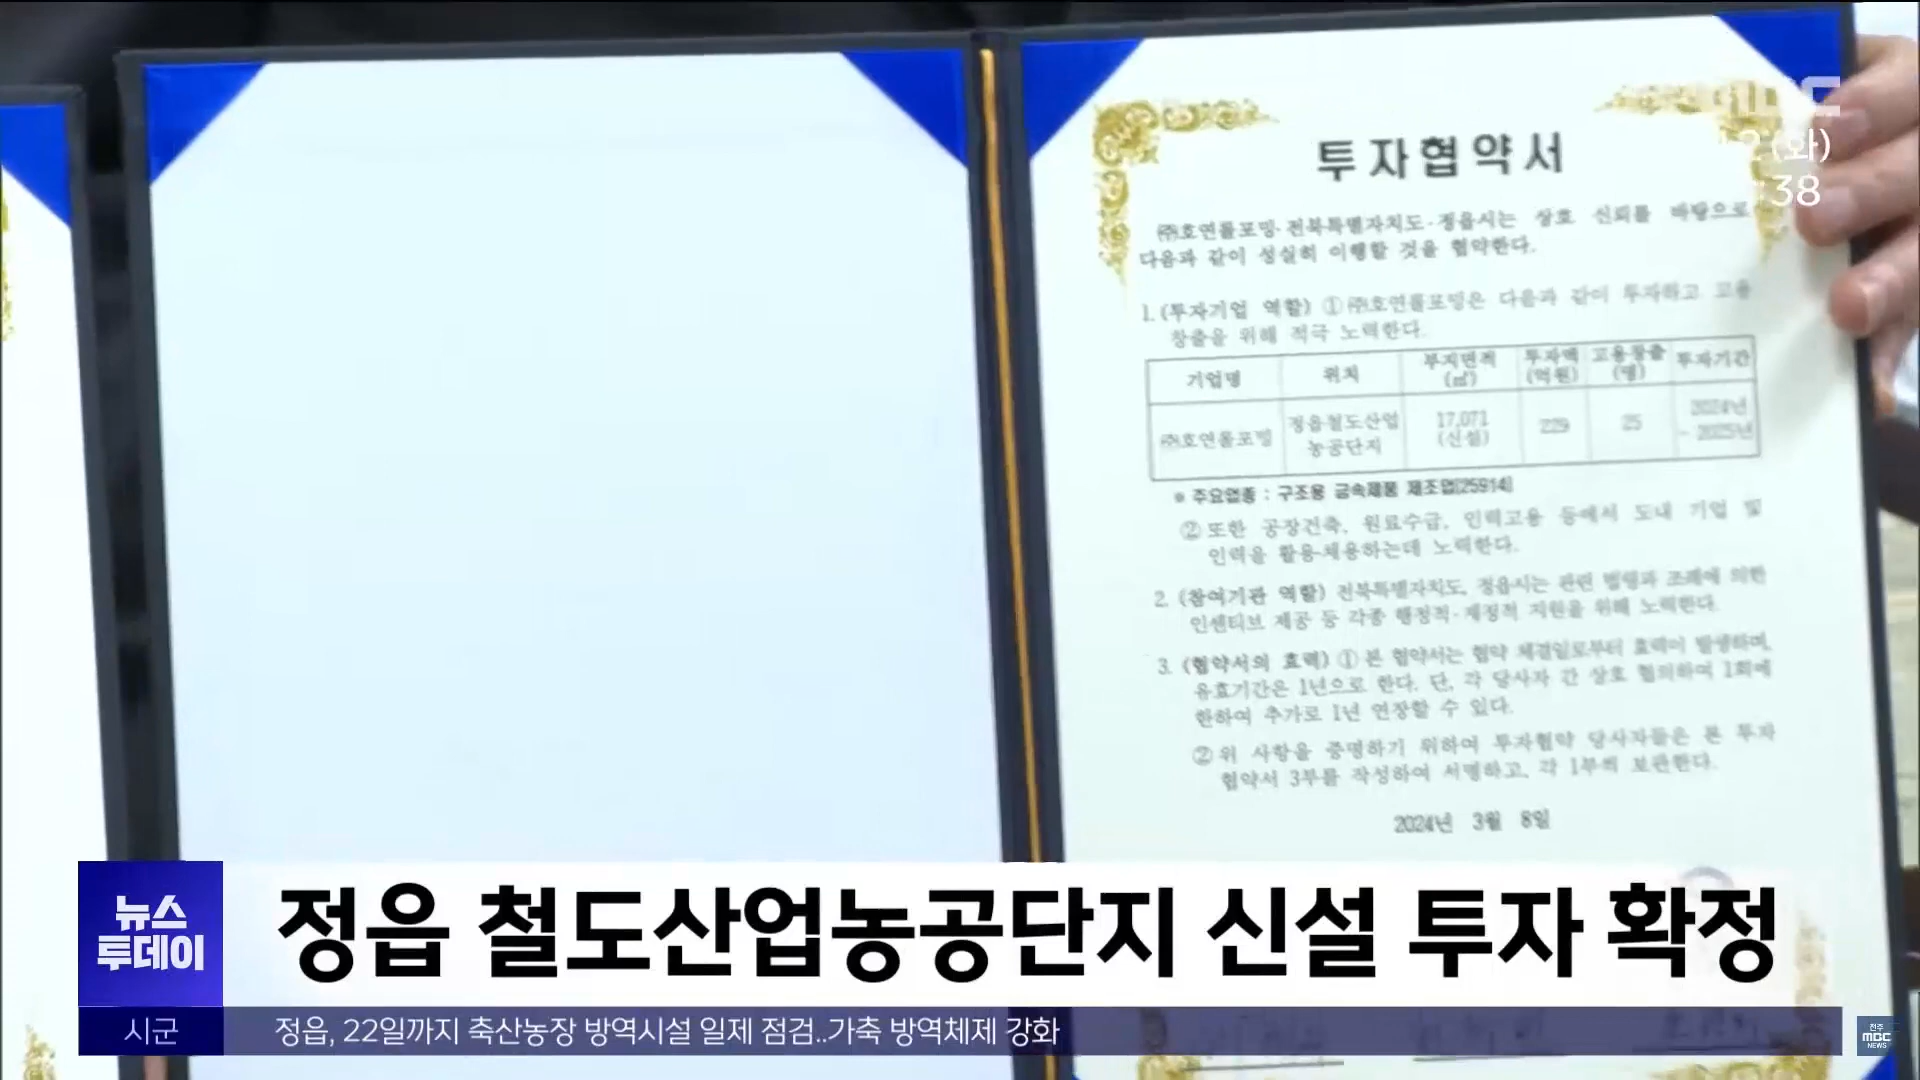 투자협약서
㈜호연롤포밍·전북특별자치도·정읍시는 상호 신뢰를 바탕으로
다음과 같이 성실히 이행할 것을 협약한다.
1. (투자기업 역할) ①㈜호연롤포밍은 다음과 같이 투자하고 고용
창출을 위해 적극 노력한다.
기업명 위치 부지면적(㎡) 투자액(억원) 고용창출(명) 투자기간
㈜호연롤포밍 정읍철도산업농공단지 17,071(신설) 229 25 2024년 ~ 2025년
※ 주요업종 : 구조용 금속제품 제조업[25914]
② 또한 공장건축, 원료수급, 인력고용 등에서 도내 기업 및
인력을 활용·채용하는데 노력한다.
2. (참여기관 역할) 전북특별자치도, 정읍시는 관련 법령과 조례에 의한
인센티브 제공 등 각종 행정적·재정적 지원을 위해 노력한다.
3. (협약서의 효력) ① 본 협약서는 협약 체결일로부터 효력이 발생하며,
유효기간은 1년으로 한다. 단, 각 당사자 간 상호 협의하여 1회에
한하여 추가로 1년 연장할 수 있다.
② 위 사항을 증명하기 위하여 투자협약 당사자들은 본 투자
협약서 3부를 작성하여 서명하고, 각 1부씩 보관한다.
2024년 3월 8일
MBC
2(화)
:38
뉴스
투데이
정읍 철도산업농공단지 신설 투자 확정
시군
정읍, 22일까지 축산농장 방역시설 일제 점검..가축 방역체제 강화
전주
MBC
NEWS